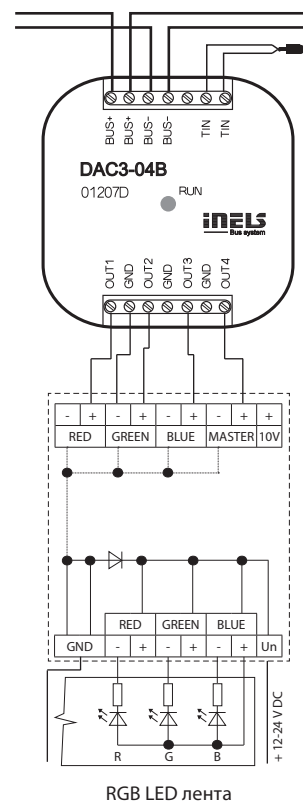 BUS+ BUS+ BUS- BUS- TIN TIN
DAC3-04B
01207D
RUN
iNELS
Bus system
OUT1 GND OUT2 GND OUT3 GND OUT4
- + - + - + - + +
RED GREEN BLUE MASTER 10V
RED GREEN BLUE
GND - + - + - + Un
R G B
+ 12-24 V DC
RGB LED лента